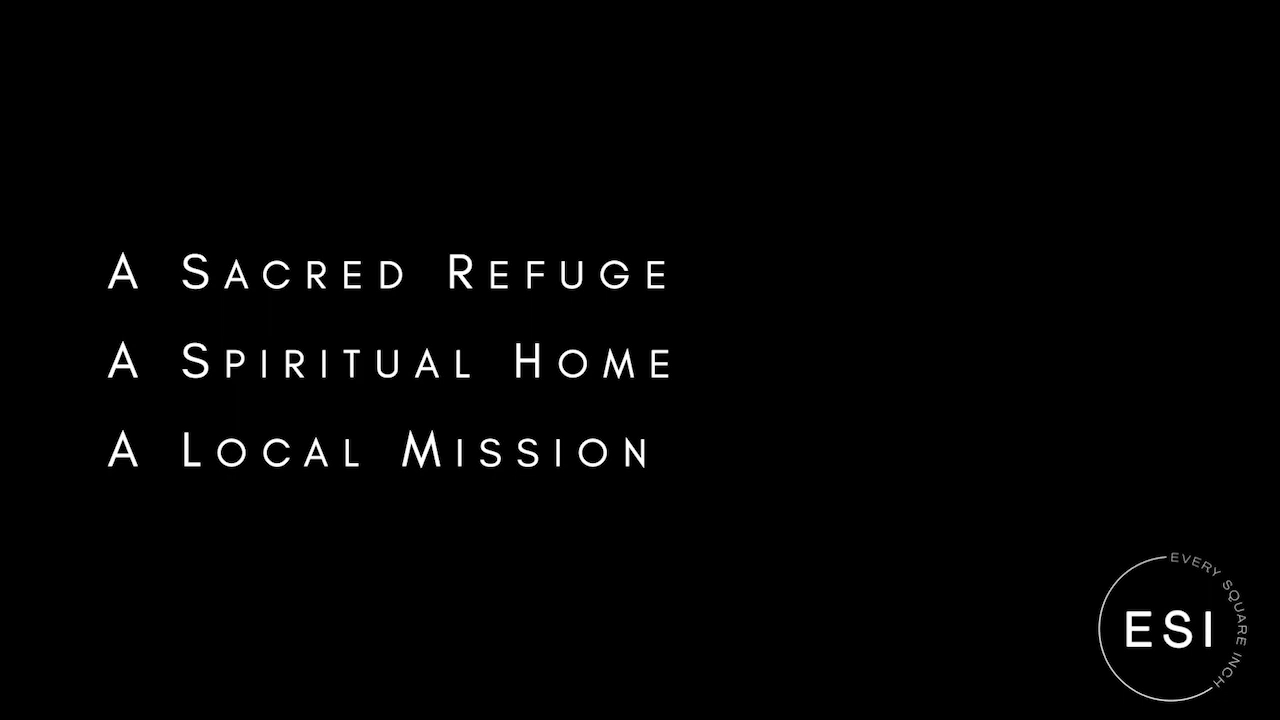 A Sacred Refuge
A Spiritual Home
A Local Mission
EVERY SQUARE INCH
ESI